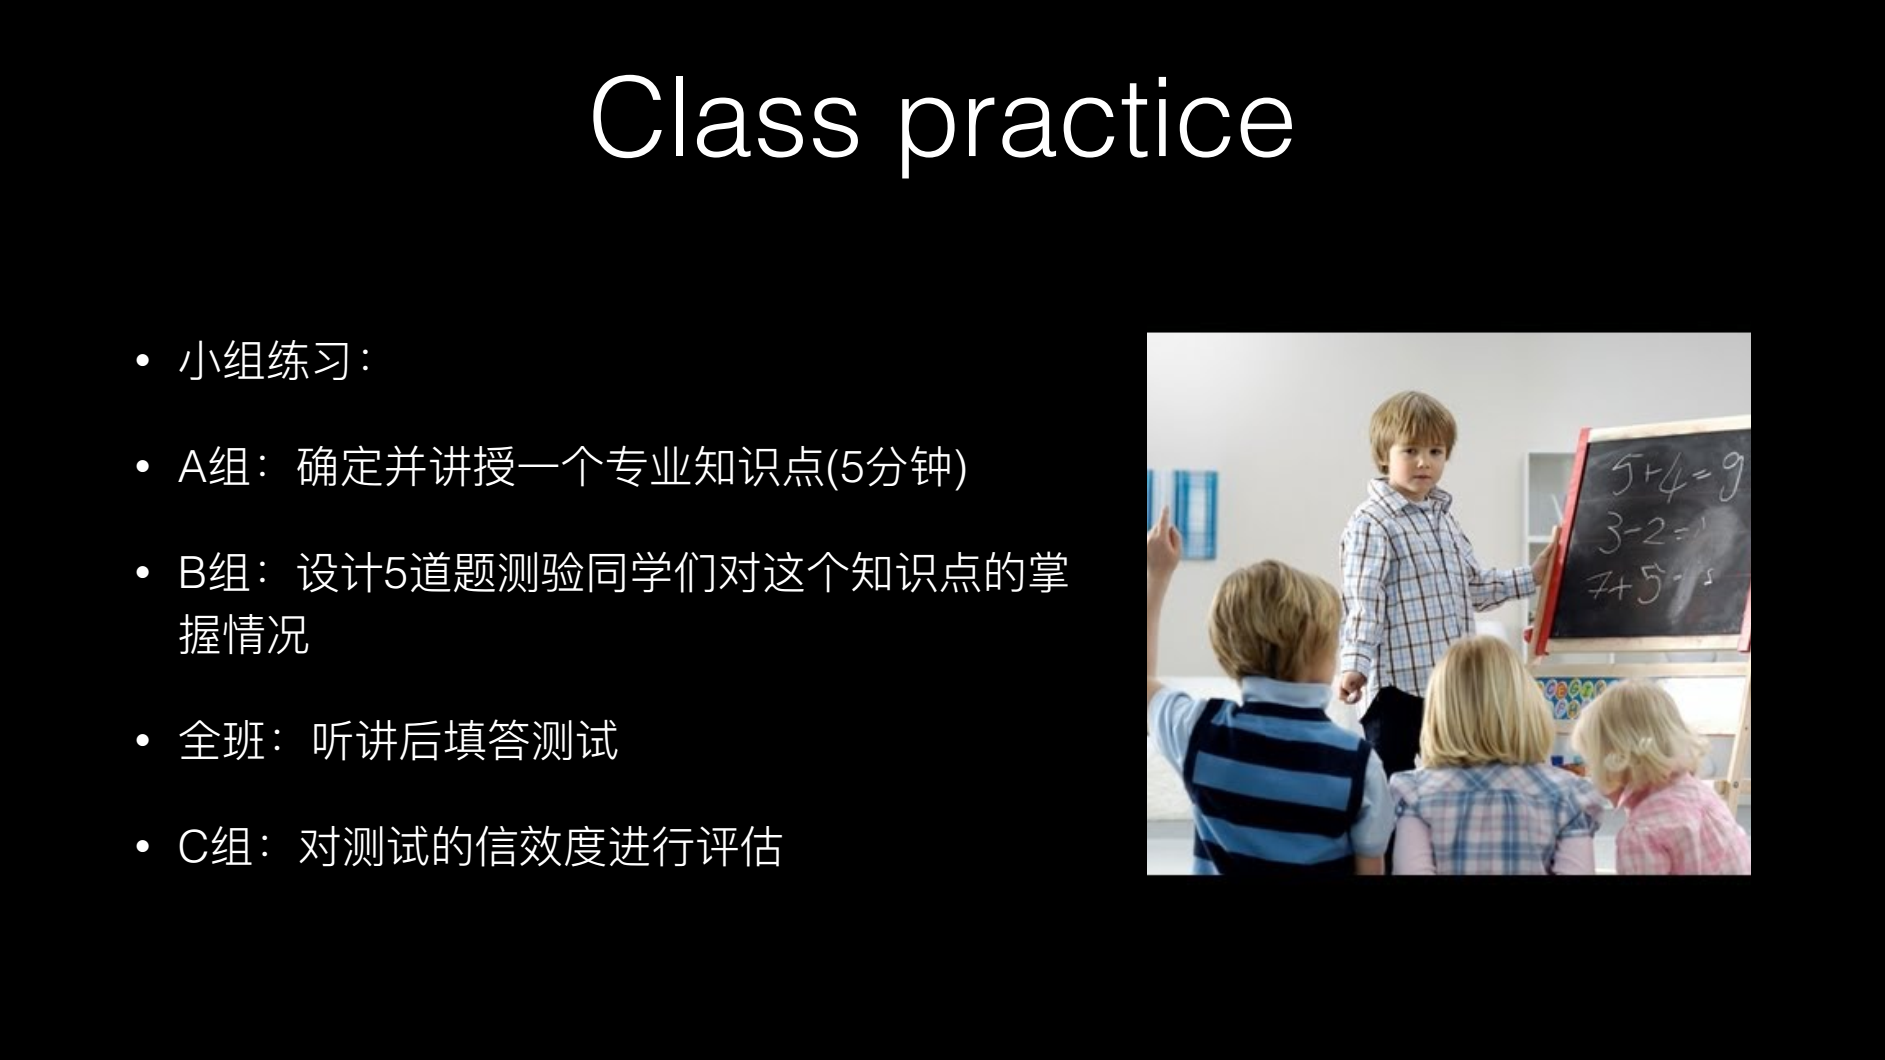 Class practice
• 小组练习：
• A组：确定并讲授一个专业知识点(5分钟)
• B组：设计5道题测验同学们对这个知识点的掌
握情况
• 全班：听讲后填答测试
• C组：对测试的信效度进行评估
5+4=9
3-2=
7+5=